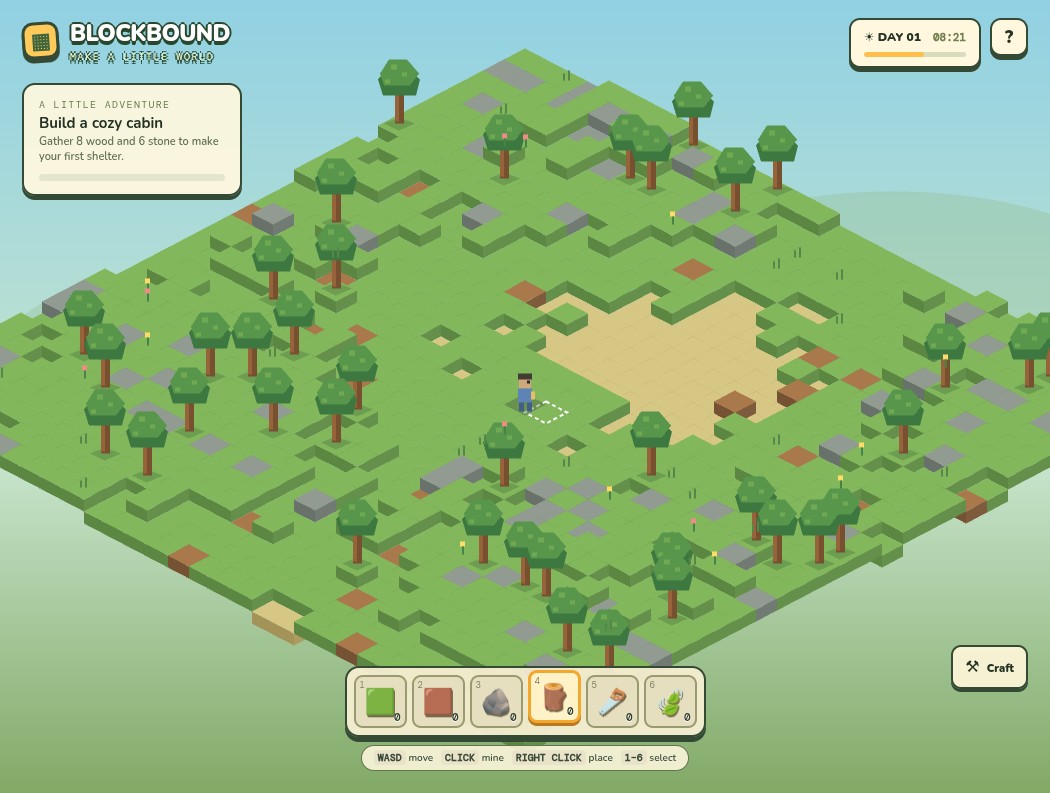 BLOCKBOUND
MAKE A LITTLE WORLD
☀ DAY 01 08:21
?
A LITTLE ADVENTURE
Build a cozy cabin
Gather 8 wood and 6 stone to make
your first shelter.
⚒ Craft
1 0
2 0
3 0
4 0
5 0
6 0
WASD move CLICK mine RIGHT CLICK place 1-6 select